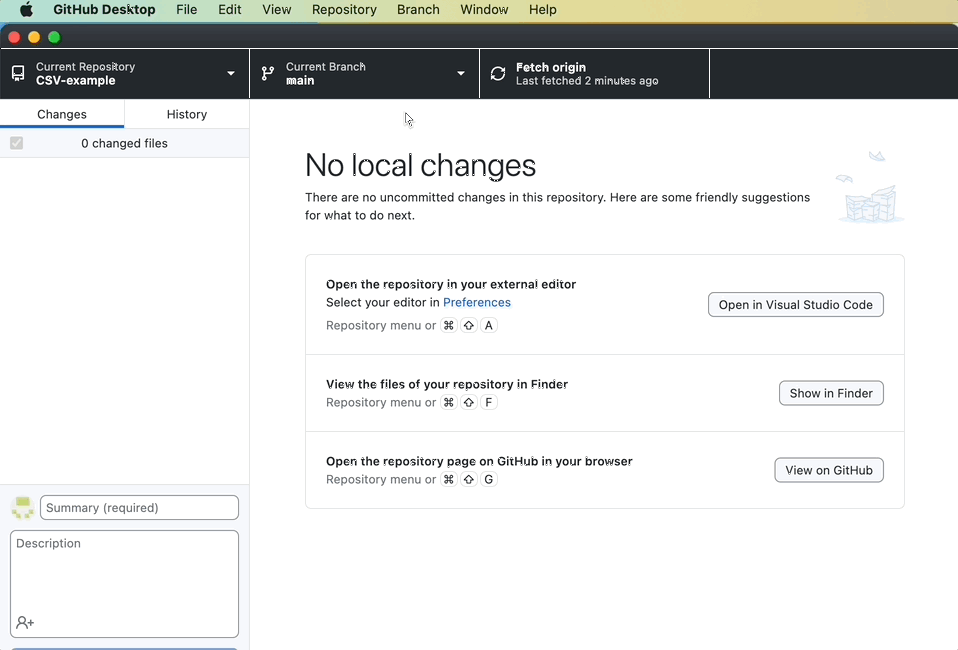 GitHub Desktop File Edit View Repository Branch Window Help
Current Repository
CSV-example
Current Branch
main
Fetch origin
Last fetched 2 minutes ago
Changes History
0 changed files
No local changes
There are no uncommitted changes in this repository. Here are some friendly suggestions
for what to do next.
Open the repository in your external editor
Select your editor in Preferences
Repository menu or ⌘ ⇧ A
Open in Visual Studio Code
View the files of your repository in Finder
Repository menu or ⌘ ⇧ F
Show in Finder
Open the repository page on GitHub in your browser
Repository menu or ⌘ ⇧ G
View on GitHub
Summary (required)
Description